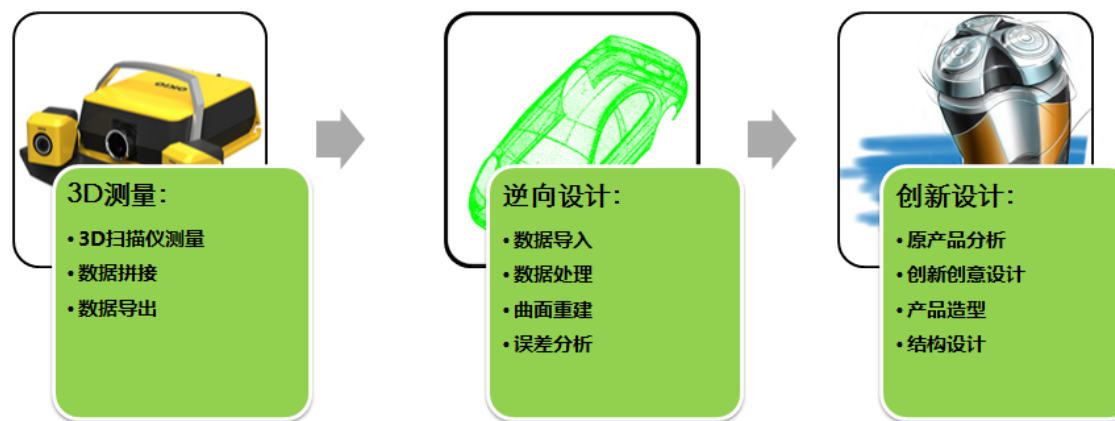 OKIO
3D测量：
• 3D扫描仪测量
• 数据拼接
• 数据导出
逆向设计：
• 数据导入
• 数据处理
• 曲面重建
• 误差分析
创新设计：
• 原产品分析
• 创新创意设计
• 产品造型
• 结构设计